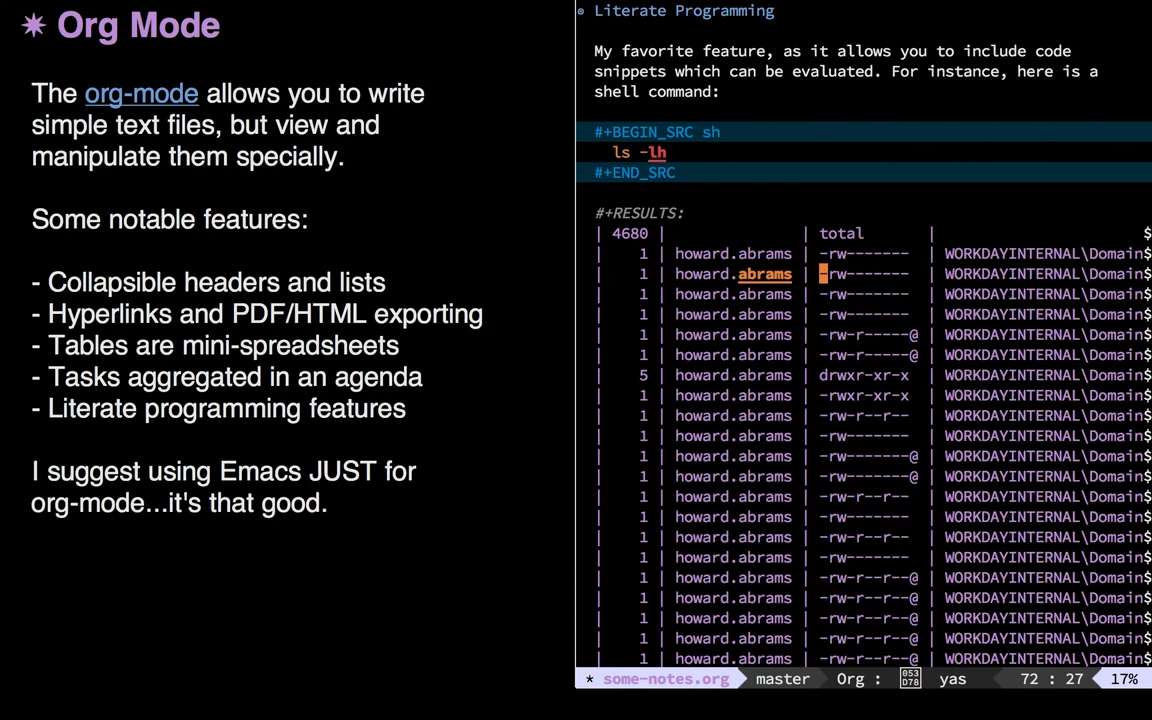 ✷ Org Mode
The org-mode allows you to write
simple text files, but view and
manipulate them specially.
Some notable features:
- Collapsible headers and lists
- Hyperlinks and PDF/HTML exporting
- Tables are mini-spreadsheets
- Tasks aggregated in an agenda
- Literate programming features
I suggest using Emacs JUST for
org-mode...it's that good.
Literate Programming
My favorite feature, as it allows you to include code
snippets which can be evaluated. For instance, here is a
shell command:
#+BEGIN_SRC sh
ls -lh
#+END_SRC
#+RESULTS:
| 4680 | | total | $
| 1 | howard.abrams | -rw------- | WORKDAYINTERNAL\Domain$
| 1 | howard.abrams | -rw------- | WORKDAYINTERNAL\Domain$
| 1 | howard.abrams | -rw------- | WORKDAYINTERNAL\Domain$
| 1 | howard.abrams | -rw------- | WORKDAYINTERNAL\Domain$
| 1 | howard.abrams | -rw-r-----@ | WORKDAYINTERNAL\Domain$
| 1 | howard.abrams | -rw-r-----@ | WORKDAYINTERNAL\Domain$
| 5 | howard.abrams | drwxr-xr-x | WORKDAYINTERNAL\Domain$
| 1 | howard.abrams | -rwxr-xr-x | WORKDAYINTERNAL\Domain$
| 1 | howard.abrams | -rw-r--r-- | WORKDAYINTERNAL\Domain$
| 1 | howard.abrams | -rw------- | WORKDAYINTERNAL\Domain$
| 1 | howard.abrams | -rw-------@ | WORKDAYINTERNAL\Domain$
| 1 | howard.abrams | -rw-------@ | WORKDAYINTERNAL\Domain$
| 1 | howard.abrams | -rw-r--r-- | WORKDAYINTERNAL\Domain$
| 1 | howard.abrams | -rw------- | WORKDAYINTERNAL\Domain$
| 1 | howard.abrams | -rw-r--r-- | WORKDAYINTERNAL\Domain$
| 1 | howard.abrams | -rw------- | WORKDAYINTERNAL\Domain$
| 1 | howard.abrams | -rw-r--r--@ | WORKDAYINTERNAL\Domain$
| 1 | howard.abrams | -rw-r--r--@ | WORKDAYINTERNAL\Domain$
| 1 | howard.abrams | -rw-r--r--@ | WORKDAYINTERNAL\Domain$
| 1 | howard.abrams | -rw-r--r--@ | WORKDAYINTERNAL\Domain$
| 1 | howard.abrams | -rw-r--r--@ | WORKDAYINTERNAL\Domain$
* some-notes.org master Org : 053D78 yas 72 : 27 17%